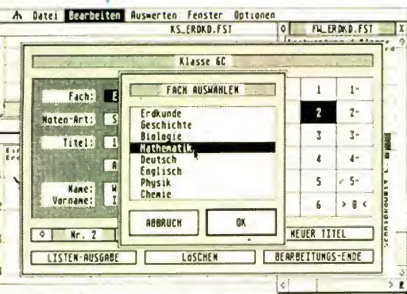 Datei Bearbeiten Auswerten Fenster Optionen
KS_ERDKD.FST
FW_ERDKD.FST
Klasse 6C
FACH AUSWÄHLEN
Fach: E
Noten-Art: S
Titel: 1
A
Name: W
Vorname: I
Erdkunde
Geschichte
Biologie
Mathematik
Deutsch
Englisch
Physik
Chemie
ABBRUCH OK
1 1-
2 2-
3 3-
4 4-
5 5-
6 > 0 <
Nr. 2
NEUER TITEL
LISTEN-AUSGABE LöSCHEN BEARBEITUNGS-ENDE